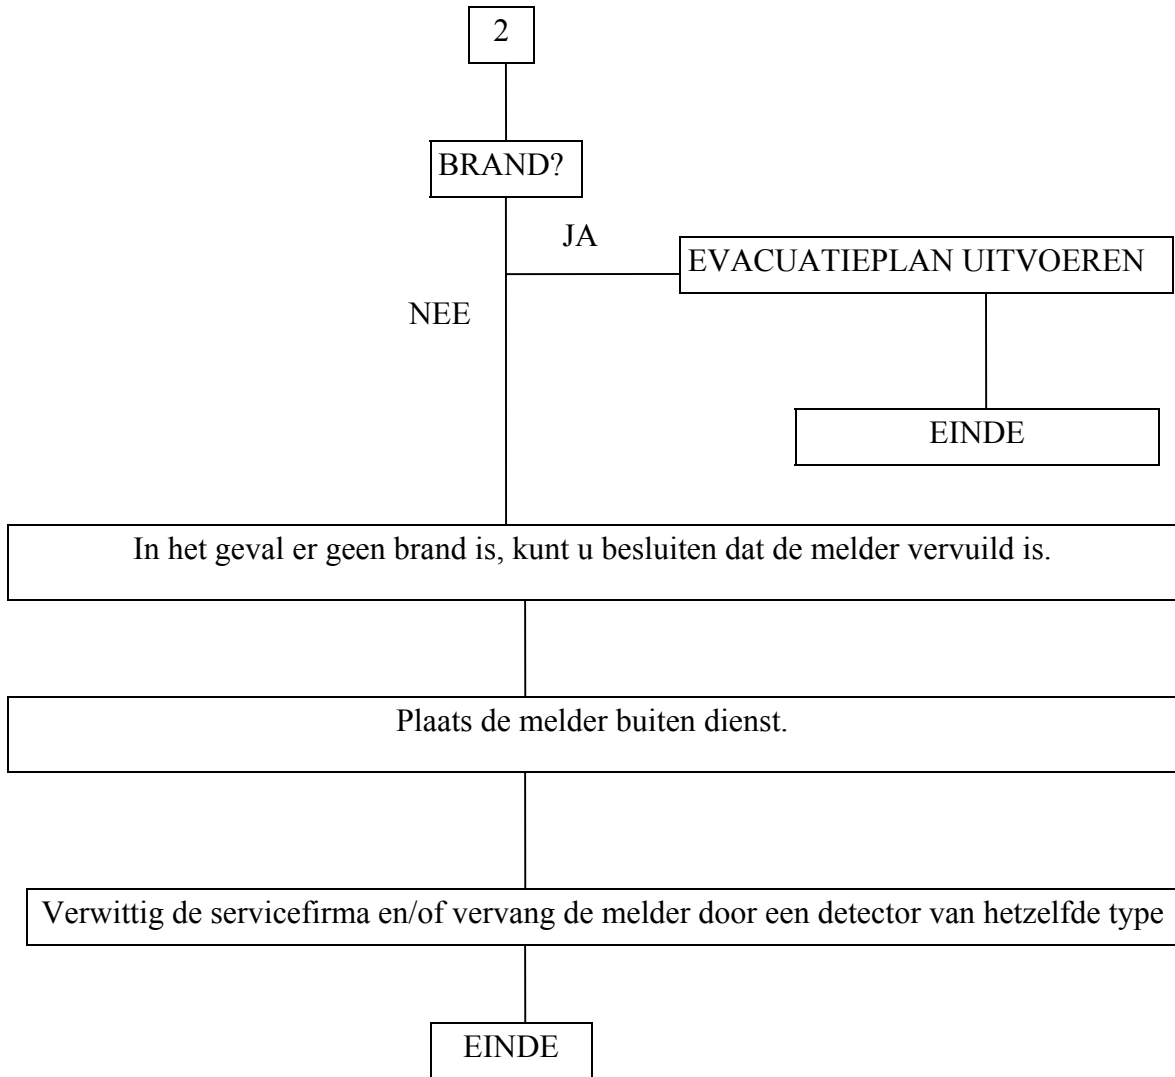 2
BRAND?
JA
EVACUATIEPLAN UITVOEREN
NEE
EINDE
In het geval er geen brand is, kunt u besluiten dat de melder vervuild is.
Plaats de melder buiten dienst.
Verwittig de servicefirma en/of vervang de melder door een detector van hetzelfde type
EINDE